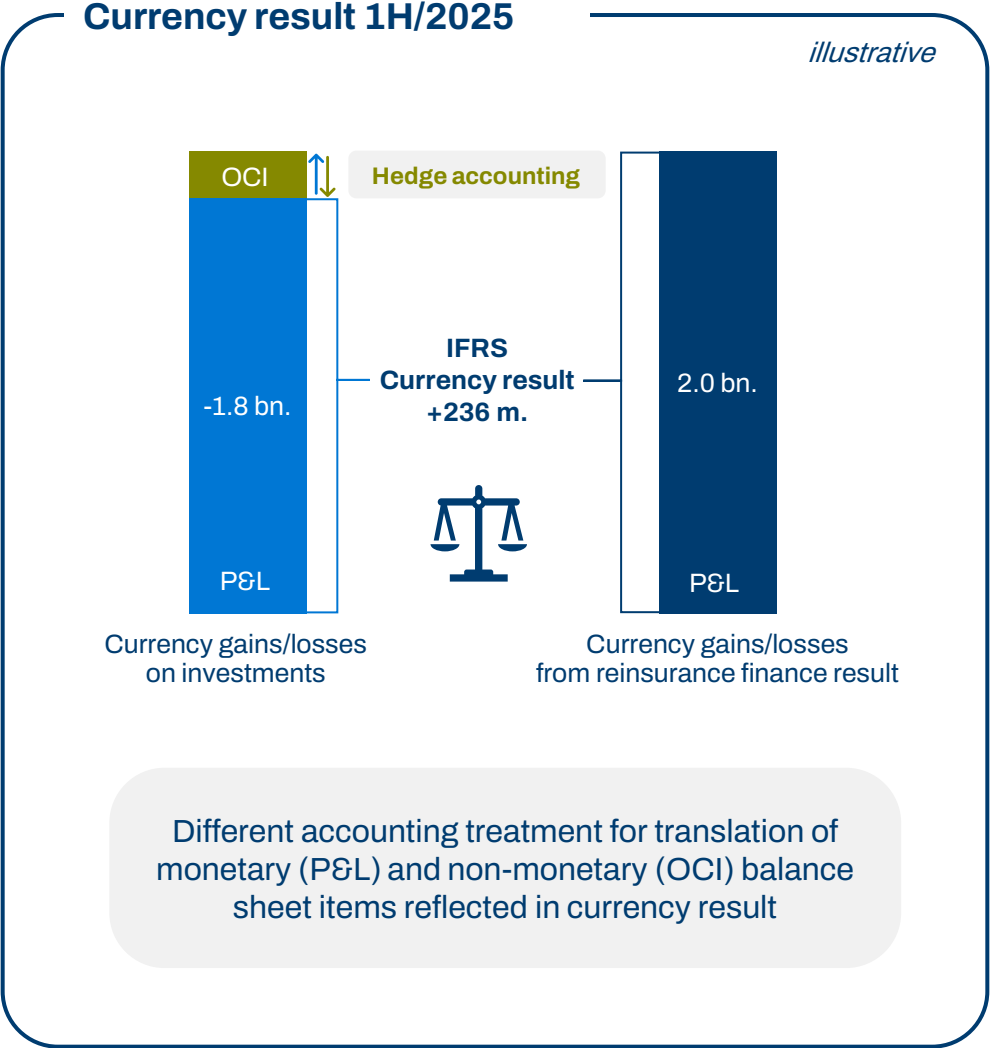 Currency result 1H/2025
illustrative
OCI
Hedge accounting
IFRS
Currency result
+236 m.
-1.8 bn.
2.0 bn.
P&L
P&L
Currency gains/losses
on investments
Currency gains/losses
from reinsurance finance result
Different accounting treatment for translation of
monetary (P&L) and non-monetary (OCI) balance
sheet items reflected in currency result